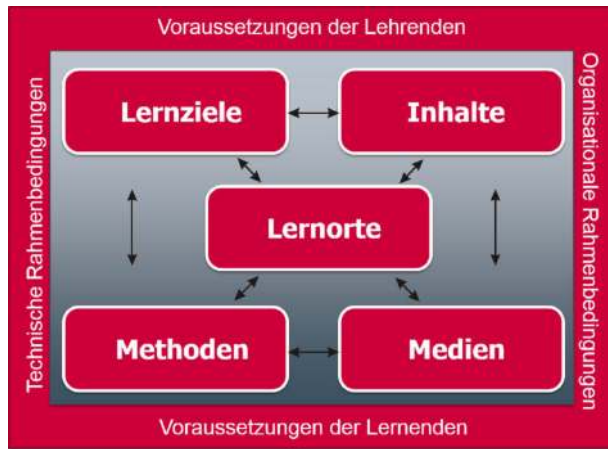 Voraussetzungen der Lehrenden
Technische Rahmenbedingungen
Organisationale Rahmenbedingungen
Lernziele
Inhalte
Lernorte
Methoden
Medien
Voraussetzungen der Lernenden